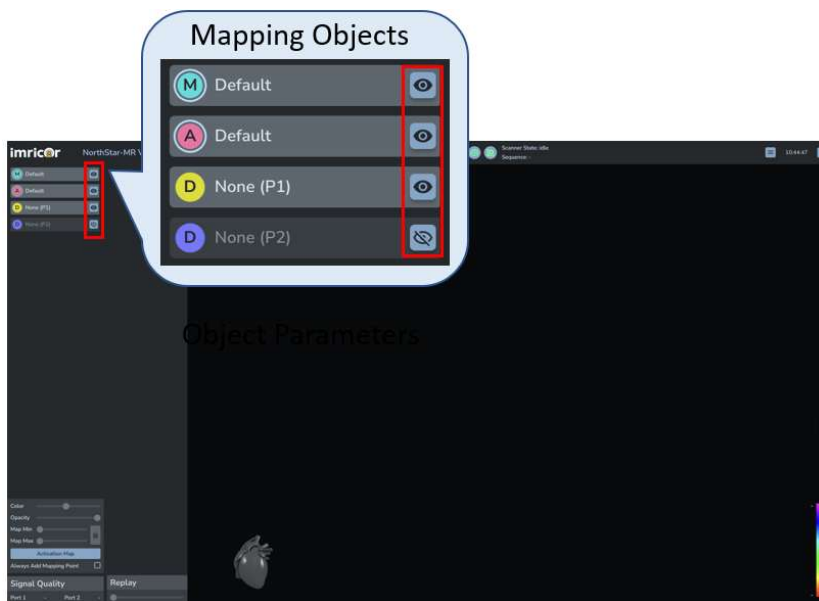 Mapping Objects
M Default
A Default
D None (P1)
D None (P2)
imricor NorthStar-MR V
Scanner State: idle
Sequence: -
10:44:47
M Default
A Default
D None (P1)
D None (P2)
Object Parameters
Color
Opacity
Map Min
Map Max
Activation Map
Always Add Mapping Point
Signal Quality
Replay
Port 1 - Port 2 -